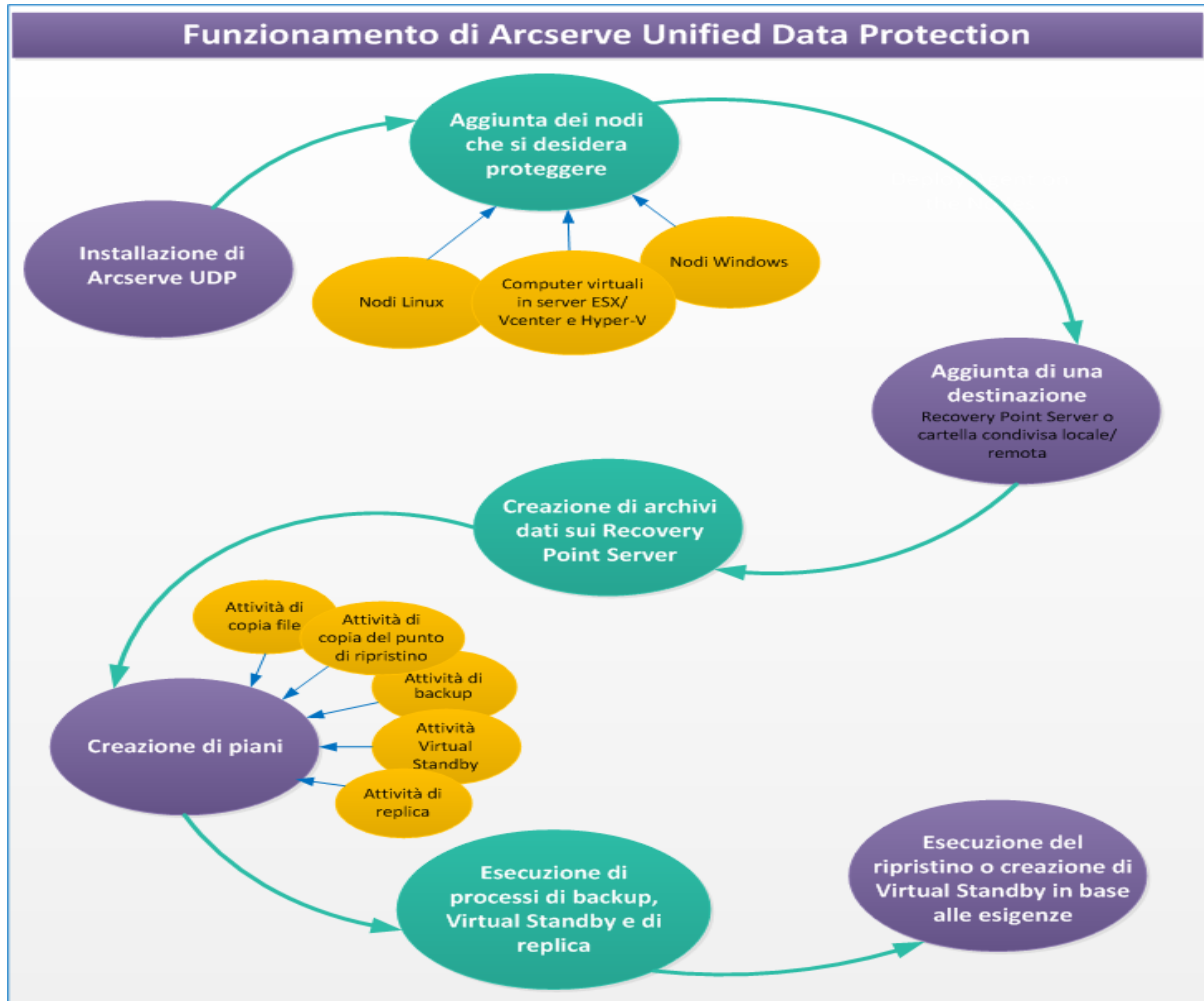 Funzionamento di Arcserve Unified Data Protection
Aggiunta dei nodi
che si desidera
proteggere
Installazione di
Arcserve UDP
Nodi Linux
Computer virtuali
in server ESX/
Vcenter e Hyper-V
Nodi Windows
Aggiunta di una
destinazione
Recovery Point Server o
cartella condivisa locale/
remota
Creazione di archivi
dati sui Recovery
Point Server
Attività di
copia file
Attività di
copia del punto
di ripristino
Attività di
backup
Attività
Virtual
Standby
Attività di
replica
Creazione di piani
Esecuzione di
processi di backup,
Virtual Standby e di
replica
Esecuzione del
ripristino o creazione di
Virtual Standby in base
alle esigenze